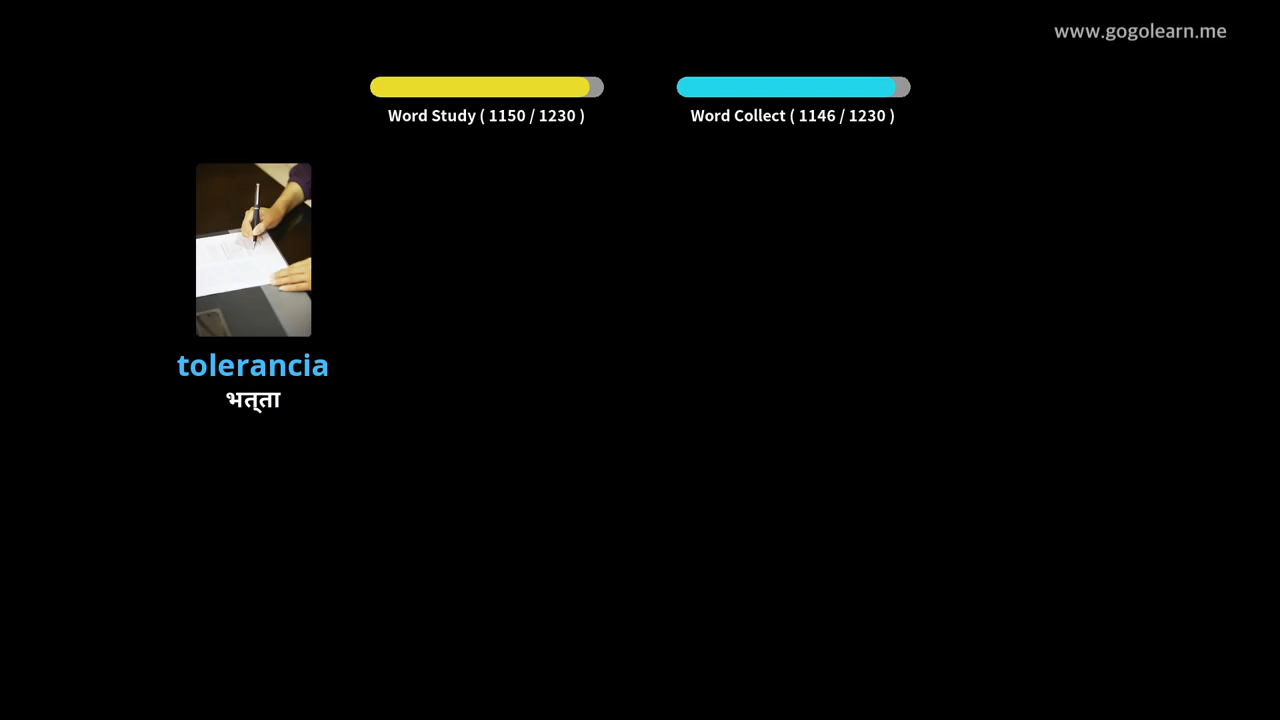 www.gogolearn.me
Word Study ( 1150 / 1230 )
Word Collect ( 1146 / 1230 )
tolerancia
भत्ता